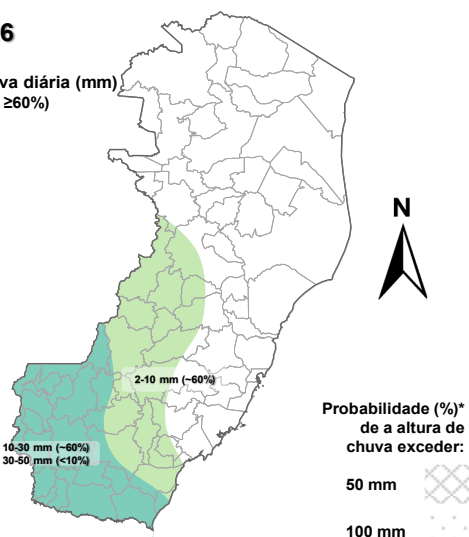 6
va diária (mm)
≥60%)
N
2-10 mm (~60%)
10-30 mm (~60%)
30-50 mm (<10%)
Probabilidade (%)*
de a altura de
chuva exceder:
50 mm
100 mm